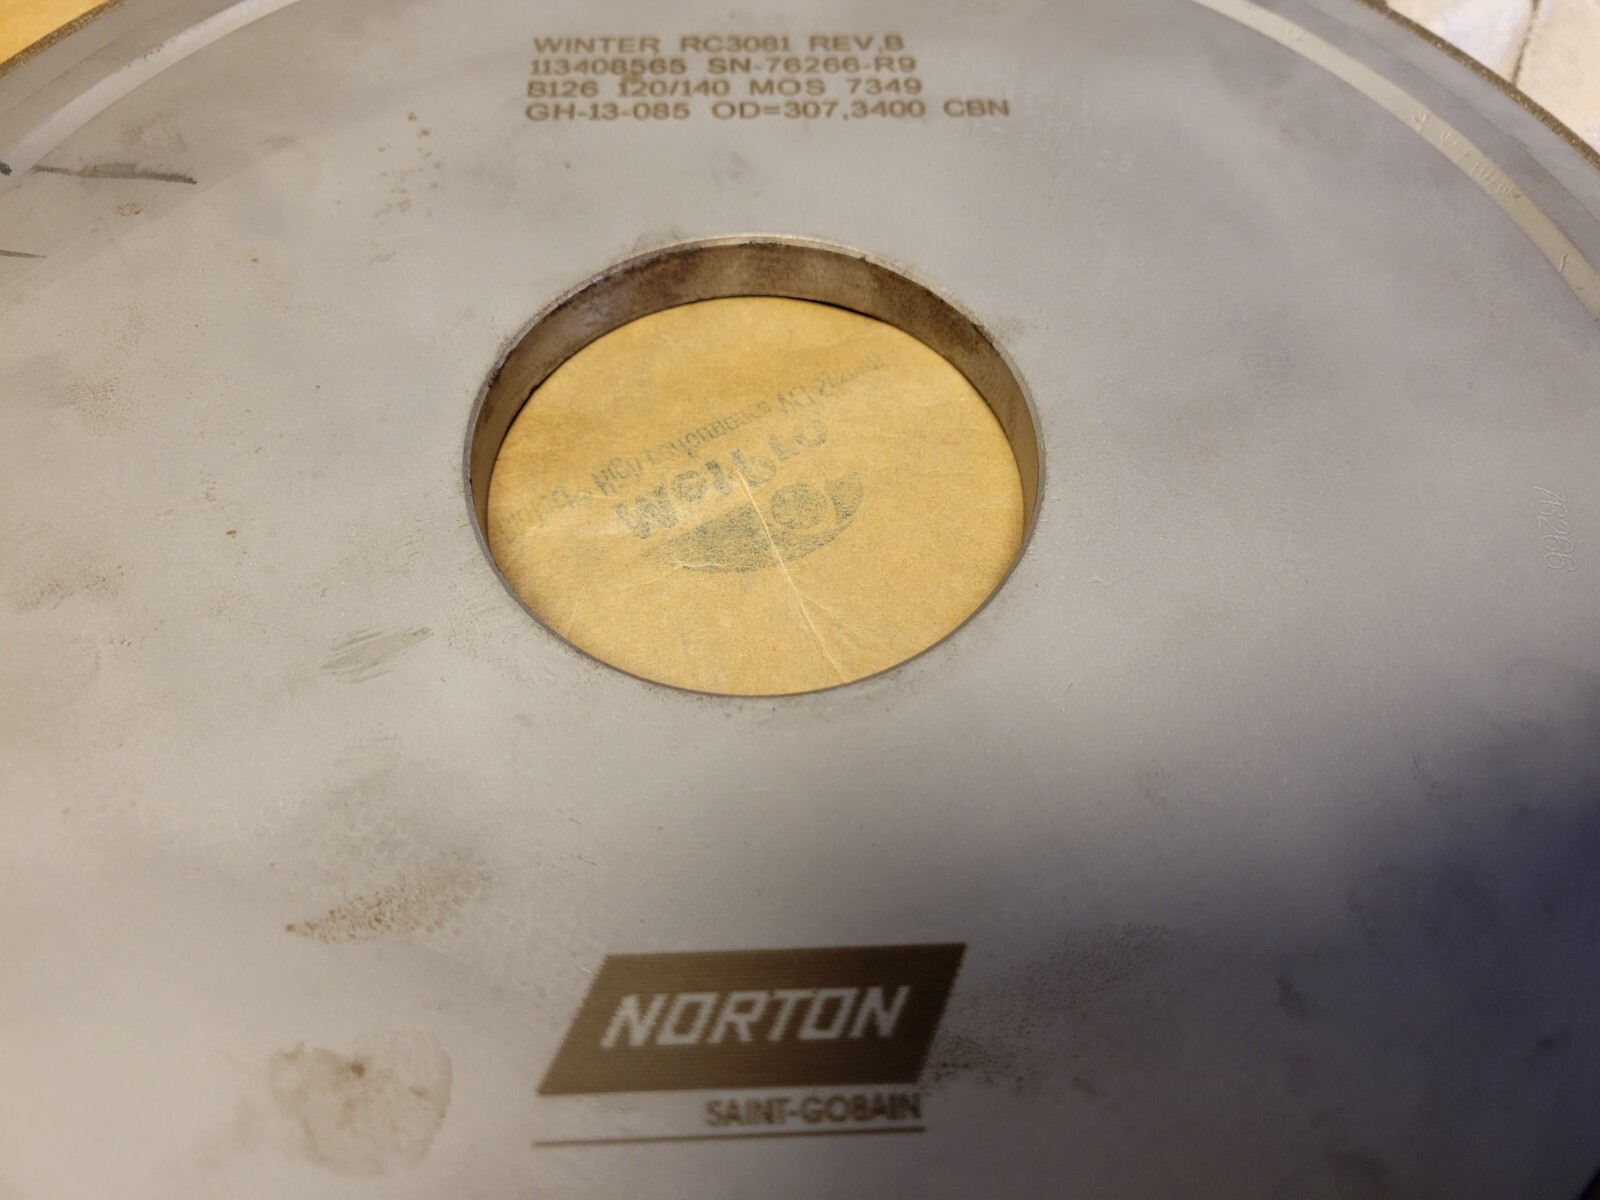 WINTER RC3081 REV,B
113408565 SN-76266-R9
B126 120/140 MOS 7349
GH-13-085 OD=307,3400 CBN
76266
NORTON
SAINT-GOBAIN